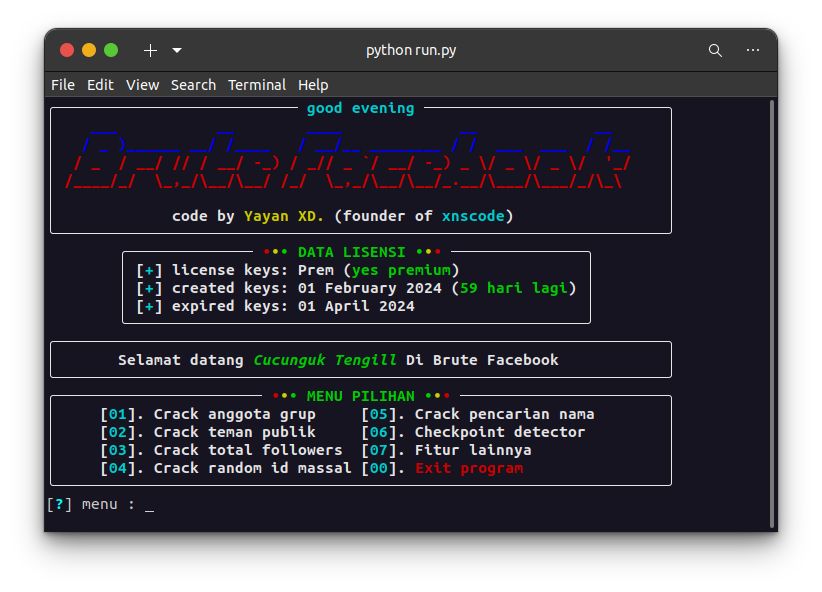 python run.py
File Edit View Search Terminal Help
good evening
Brute Facebook
code by Yayan XD. (founder of xnscode)
••• DATA LISENSI •••
[+] license keys: Prem (yes premium)
[+] created keys: 01 February 2024 (59 hari lagi)
[+] expired keys: 01 April 2024
Selamat datang Cucunguk Tengill Di Brute Facebook
••• MENU PILIHAN •••
[01]. Crack anggota grup [05]. Crack pencarian nama
[02]. Crack teman publik [06]. Checkpoint detector
[03]. Crack total followers [07]. Fitur lainnya
[04]. Crack random id massal [00]. Exit program
[?] menu : _